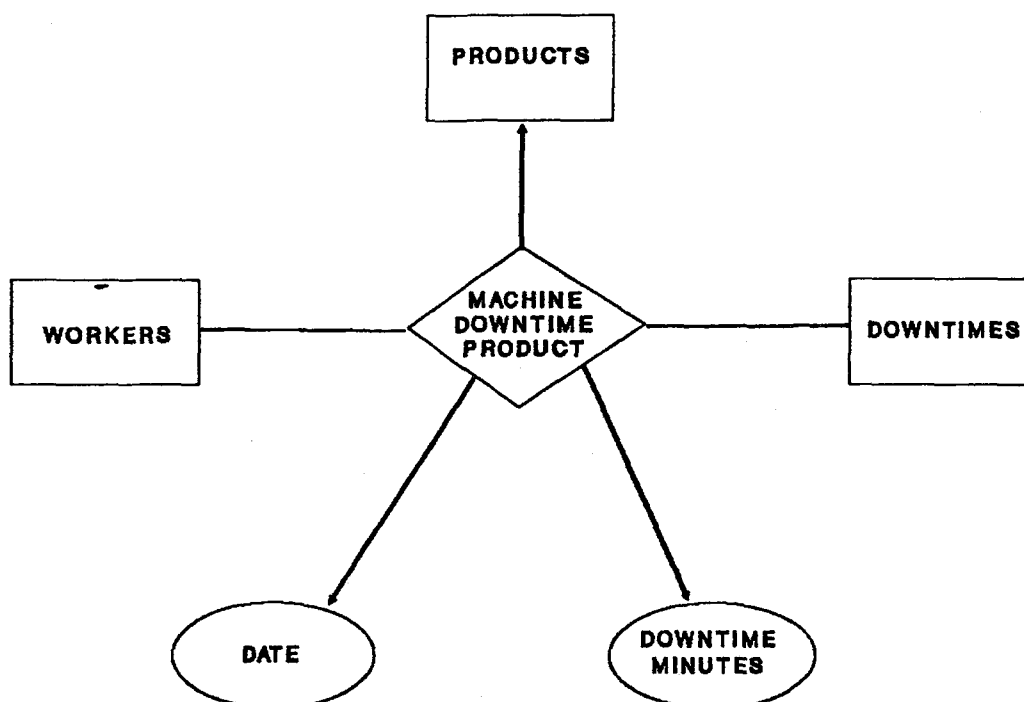 PRODUCTS
WORKERS
MACHINE
DOWNTIME
PRODUCT
DOWNTIMES
DATE
DOWNTIME
MINUTES